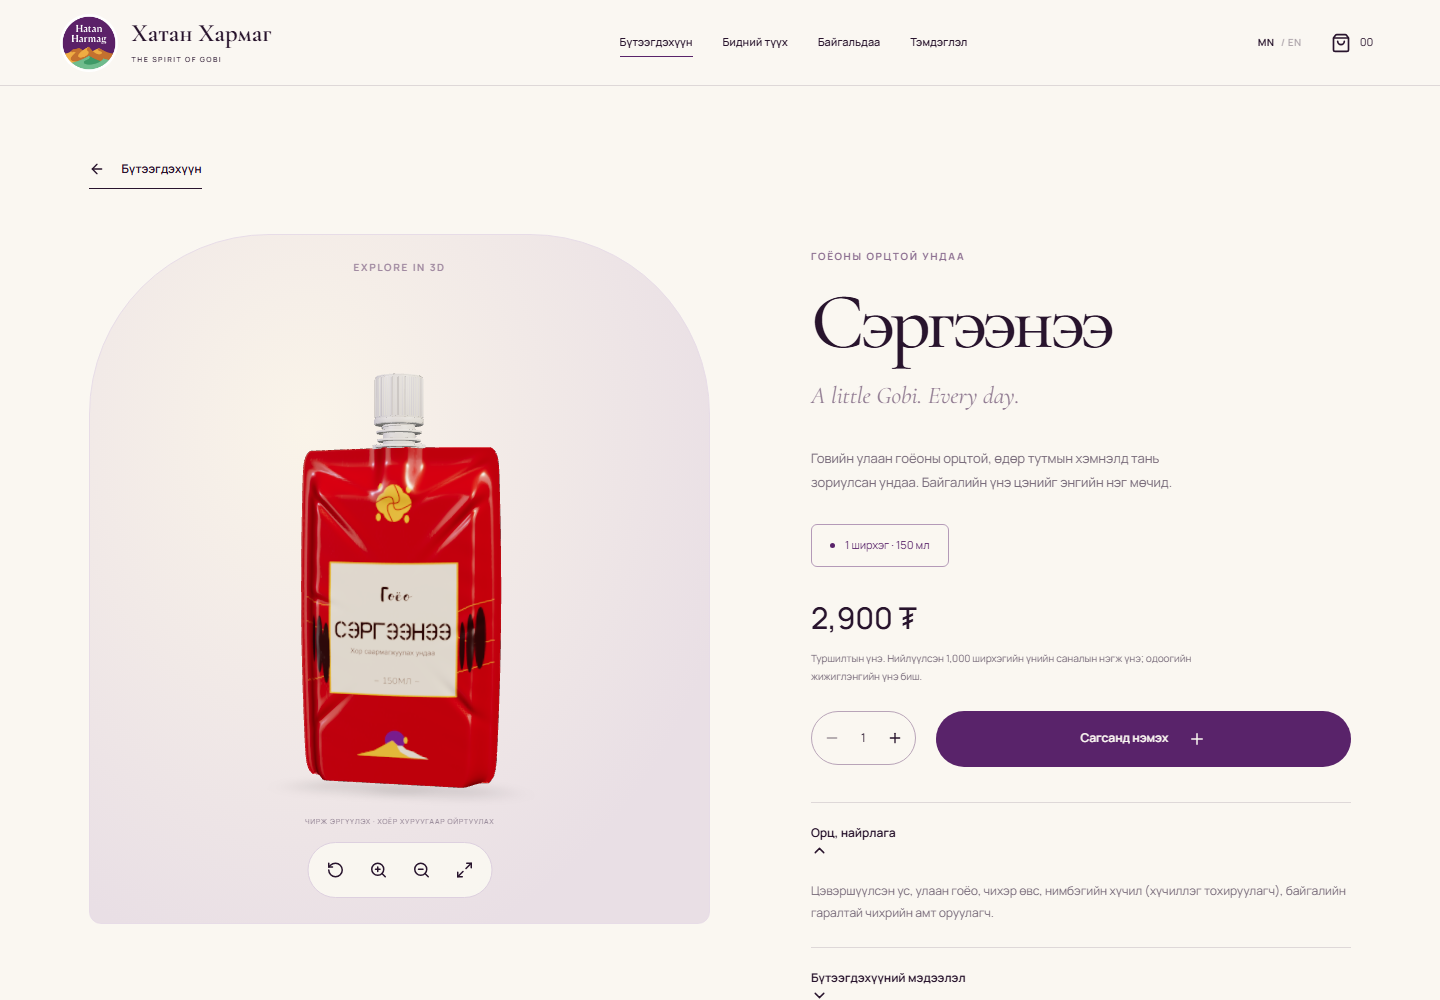 Hatan
Harmag
Хатан Хармаг
THE SPIRIT OF GOBI
Бүтээгдэхүүн
Бидний түүх
Байгальдаа
Тэмдэглэл
MN / EN
00
Бүтээгдэхүүн
EXPLORE IN 3D
Гоёо
СЭРГЭЭНЭЭ
Хор саармагжуулах ундаа
– 150МЛ –
ЧИРЖ ЭРГҮҮЛЭХ · ХОЁР ХУРУУГААР ОЙРТУУЛАХ
ГОЁОНЫ ОРЦТОЙ УНДАА
Сэргээнээ
A little Gobi. Every day.
Говийн улаан гоёоны орцтой, өдөр тутмын хэмнэлд тань
зориулсан ундаа. Байгалийн үнэ цэнийг энгийн нэг мөчид.
1 ширхэг · 150 мл
2,900 ₮
Туршилтын үнэ. Нийлүүлсэн 1,000 ширхэгийн үнийн саналын нэгж үнэ; одоогийн
жижиглэнгийн үнэ биш.
1
Сагсанд нэмэх
Орц, найрлага
Цэвэршүүлсэн ус, улаан гоёо, чихэр өвс, нимбэгийн хүчил (хүчиллэг тохируулагч), байгалийн
гаралтай чихрийн амт оруулагч.
Бүтээгдэхүүний мэдээлэл